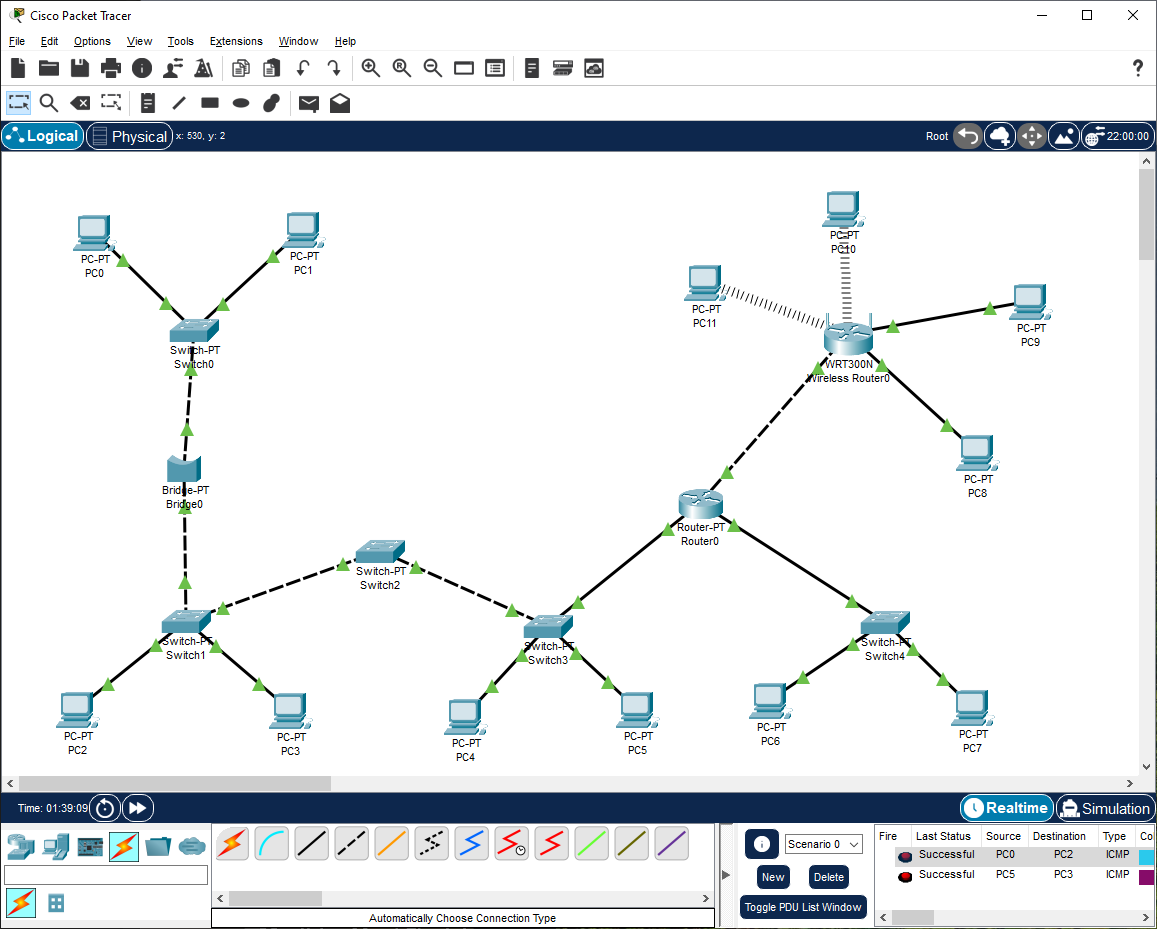 Cisco Packet Tracer
File Edit Options View Tools Extensions Window Help
Logical Physical x: 530, y: 2 Root 22:00:00
PC-PT
PC0
PC-PT
PC1
Switch-PT
Switch0
PC-PT
PC10
PC-PT
PC11
PC-PT
PC9
WRT300N
Wireless Router0
PC-PT
PC8
Bridge-PT
Bridge0
Router-PT
Router0
Switch-PT
Switch2
Switch-PT
Switch1
Switch-PT
Switch3
Switch-PT
Switch4
PC-PT
PC2
PC-PT
PC3
PC-PT
PC4
PC-PT
PC5
PC-PT
PC6
PC-PT
PC7
Time: 01:39:09 Realtime Simulation
Automatically Choose Connection Type
Scenario 0
New Delete
Toggle PDU List Window
Fire Last Status Source Destination Type Co
Successful PC0 PC2 ICMP
Successful PC5 PC3 ICMP